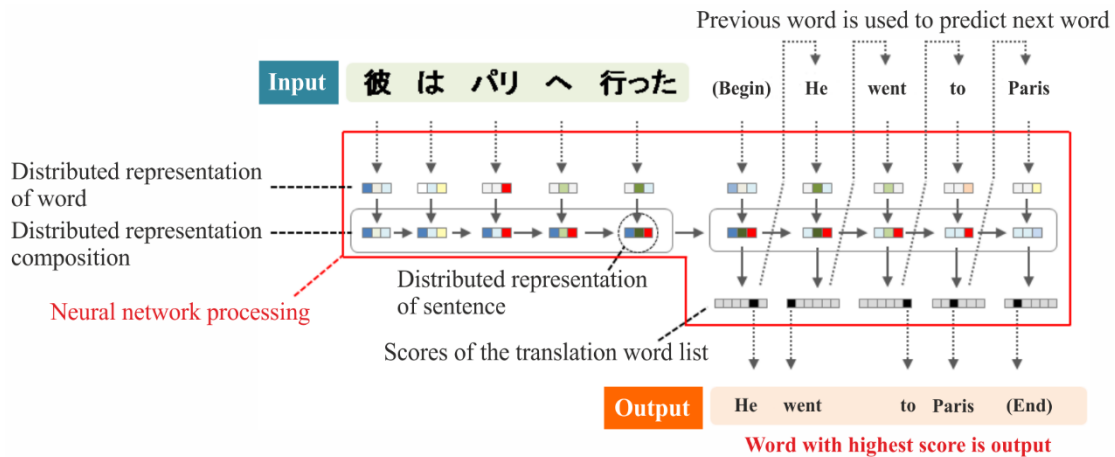 Previous word is used to predict next word
Input
彼 は パリ へ 行った
(Begin) He went to Paris
Distributed representation
of word
Distributed representation
composition
Distributed representation
of sentence
Neural network processing
Scores of the translation word list
Output
He went to Paris (End)
Word with highest score is output